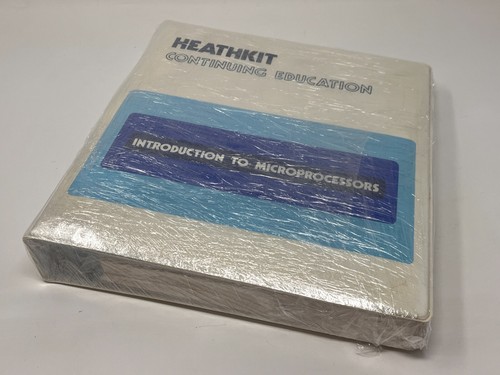 HEATHKIT
CONTINUING EDUCATION
INTRODUCTION TO MICROPROCESSORS